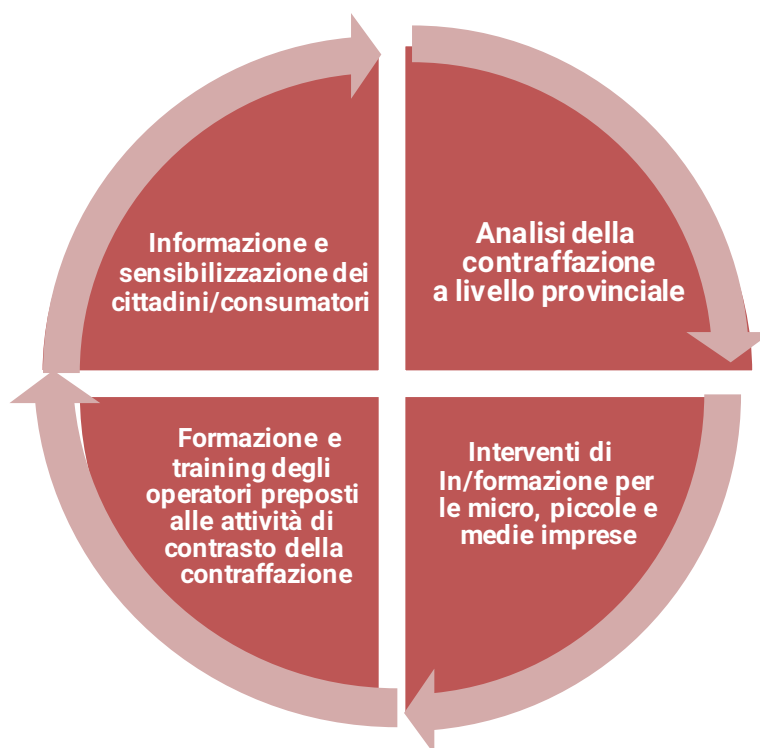 Informazione e
sensibilizzazione dei
cittadini/consumatori
Analisi della
contraffazione
a livello provinciale
Formazione e
training degli
operatori preposti
alle attività di
contrasto della
contraffazione
Interventi di
In/formazione per
le micro, piccole e
medie imprese